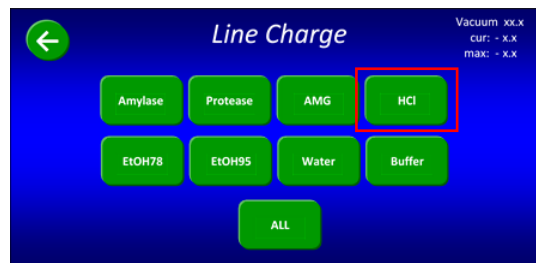 Line Charge
Vacuum xx.x
cur: - x.x
max: - x.x
Amylase Protease AMG HCl
EtOH78 EtOH95 Water Buffer
ALL